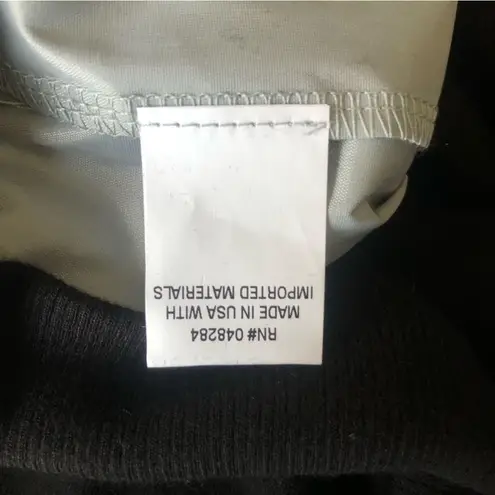 RN# 048284
MADE IN USA WITH
IMPORTED MATERIALS